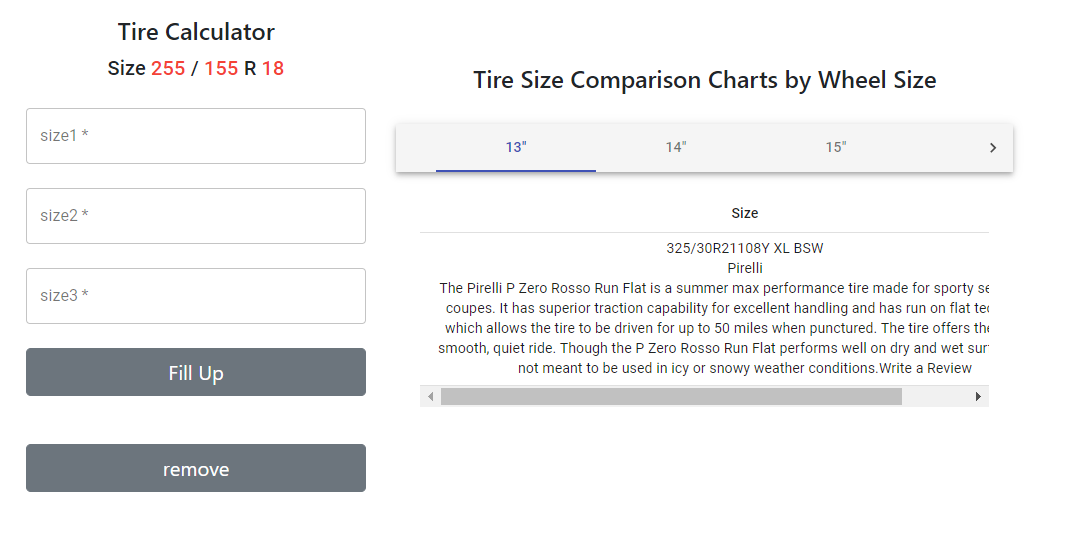 Tire Calculator
Size 255 / 155 R 18
size1 *
size2 *
size3 *
Fill Up
remove
Tire Size Comparison Charts by Wheel Size
13"
14"
15"
Size
325/30R21108Y XL BSW
Pirelli
The Pirelli P Zero Rosso Run Flat is a summer max performance tire made for sporty se
coupes. It has superior traction capability for excellent handling and has run on flat tec
which allows the tire to be driven for up to 50 miles when punctured. The tire offers the
smooth, quiet ride. Though the P Zero Rosso Run Flat performs well on dry and wet sur
not meant to be used in icy or snowy weather conditions.Write a Review